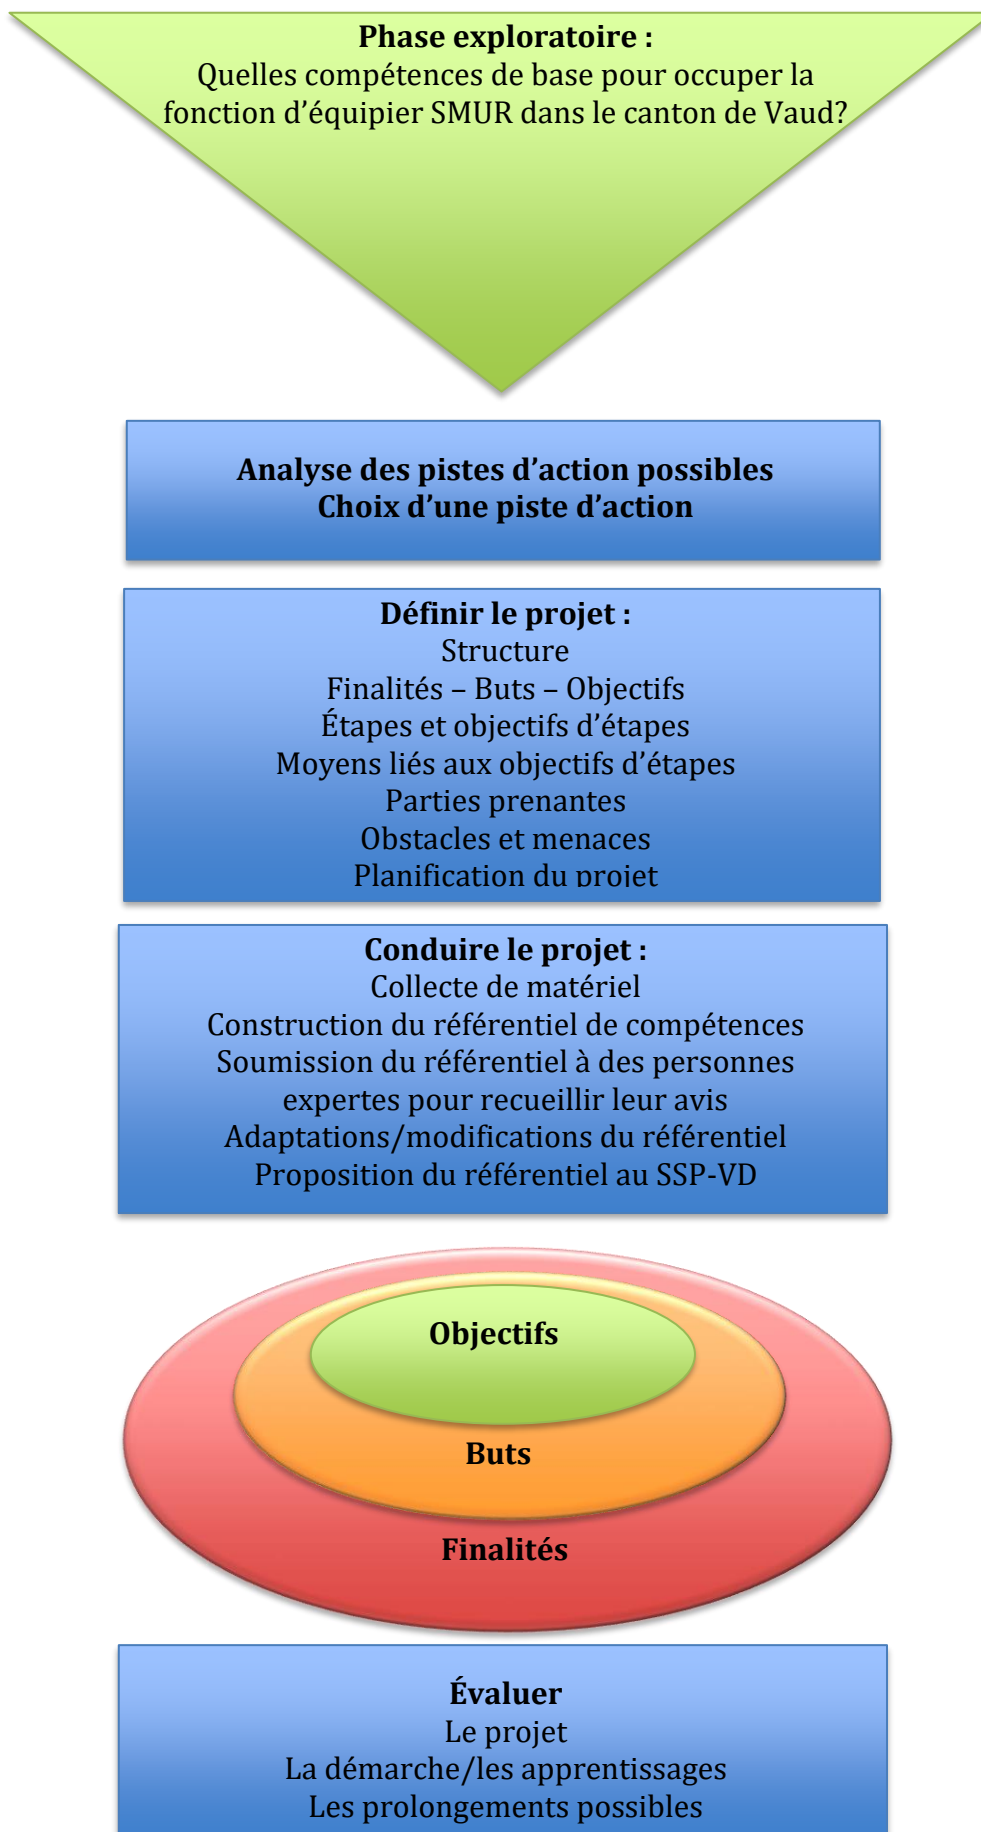 Phase exploratoire :
Quelles compétences de base pour occuper la
fonction d’équipier SMUR dans le canton de Vaud?
Analyse des pistes d’action possibles
Choix d’une piste d’action
Définir le projet :
Structure
Finalités – Buts – Objectifs
Étapes et objectifs d’étapes
Moyens liés aux objectifs d’étapes
Parties prenantes
Obstacles et menaces
Planification du projet
Conduire le projet :
Collecte de matériel
Construction du référentiel de compétences
Soumission du référentiel à des personnes
expertes pour recueillir leur avis
Adaptations/modifications du référentiel
Proposition du référentiel au SSP-VD
Objectifs
Buts
Finalités
Évaluer
Le projet
La démarche/les apprentissages
Les prolongements possibles